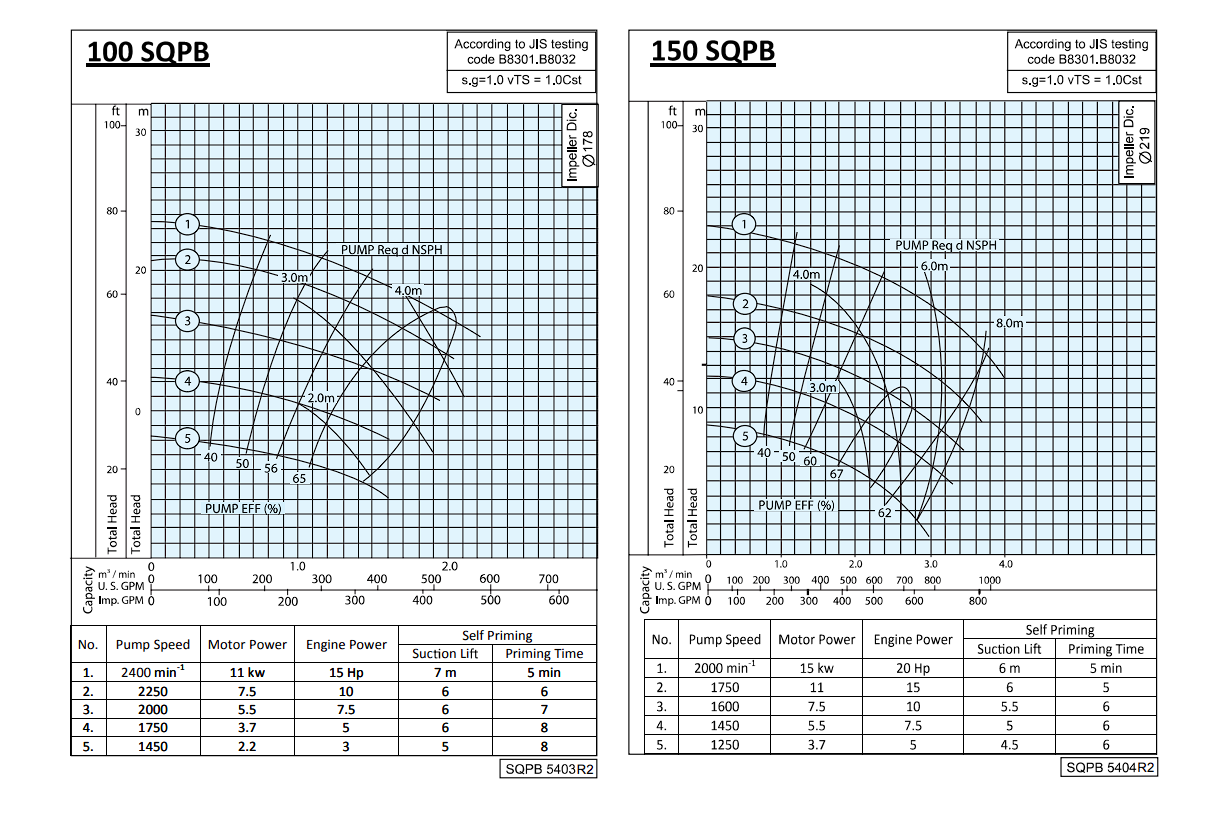 100 SQPB
According to JIS testing
code B8301.B8032
s.g=1.0 vTS = 1.0Cst
Impeller Dic.
Ø178
ft m
100
30
80
20
60
40
0
20
1
2
3
4
5
PUMP Req d NSPH
3.0m
4.0m
2.0m
40
50
56
65
PUMP EFF (%)
Total Head
Total Head
Capacity
m³ / min 0 1.0 2.0
U. S. GPM 0 100 200 300 400 500 600 700
Imp. GPM 0 100 200 300 400 500 600
No. Pump Speed Motor Power Engine Power Self Priming
Suction Lift Priming Time
1. 2400 min⁻¹ 11 kw 15 Hp 7 m 5 min
2. 2250 7.5 10 6 6
3. 2000 5.5 7.5 6 7
4. 1750 3.7 5 6 8
5. 1450 2.2 3 5 8
SQPB 5403R2
150 SQPB
According to JIS testing
code B8301.B8032
s.g=1.0 vTS = 1.0Cst
Impeller Dic.
Ø219
ft m
100
30
80
20
60
40
10
20
1
2
3
4
5
PUMP Req d NSPH
4.0m
6.0m
8.0m
3.0m
40
50
60
67
62
PUMP EFF (%)
Total Head
Total Head
Capacity
m³ / min 0 1.0 2.0 3.0 4.0
U. S. GPM 0 100 200 300 400 500 600 700 800 1000
Imp. GPM 0 100 200 300 400 500 600 800
No. Pump Speed Motor Power Engine Power Self Priming
Suction Lift Priming Time
1. 2000 min⁻¹ 15 kw 20 Hp 6 m 5 min
2. 1750 11 15 6 5
3. 1600 7.5 10 5.5 6
4. 1450 5.5 7.5 5 6
5. 1250 3.7 5 4.5 6
SQPB 5404R2